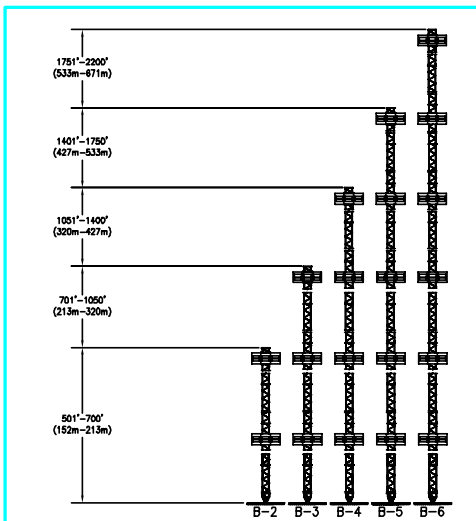 1751'-2200'
(533m-671m)
1401'-1750'
(427m-533m)
1051'-1400'
(320m-427m)
701'-1050'
(213m-320m)
501'-700'
(152m-213m)
B-2 B-3 B-4 B-5 B-6